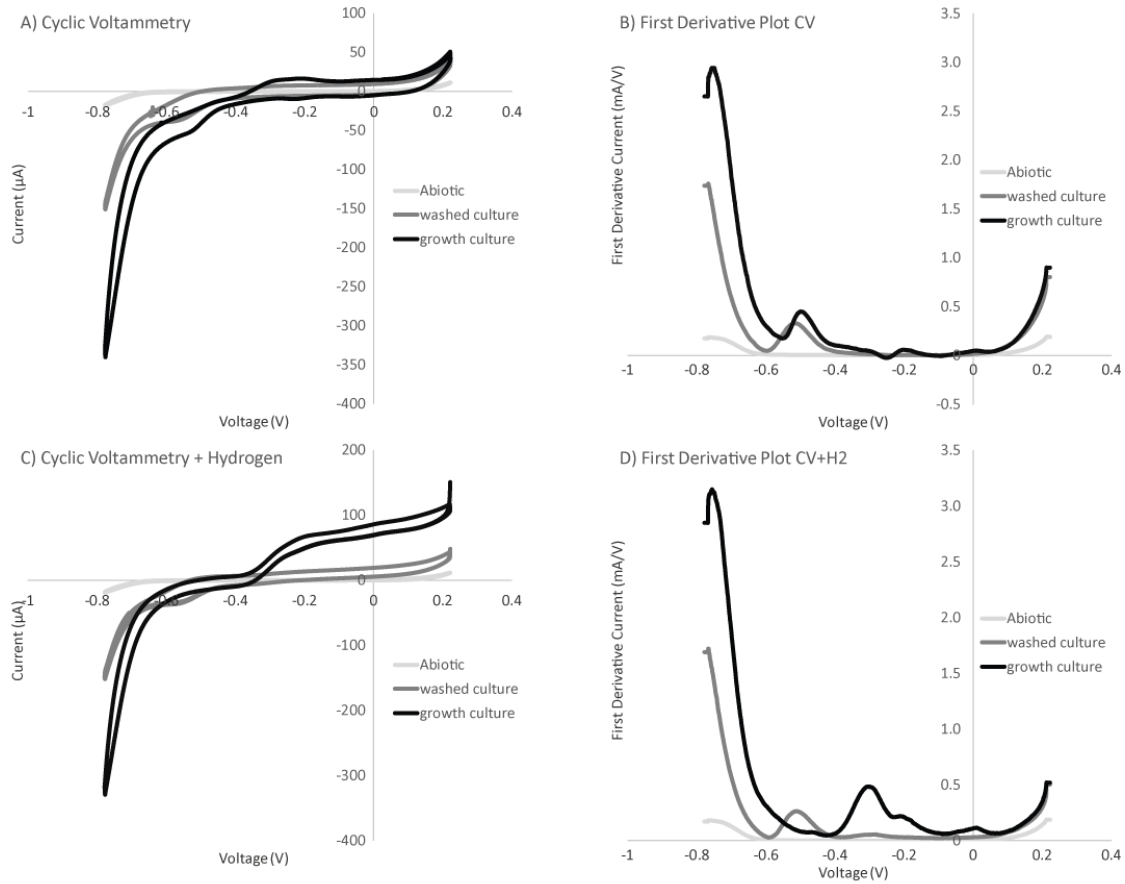 A) Cyclic Voltammetry
100
50
0
-50
-100
-150
-200
-250
-300
-350
-400
-1
-0.8
-0.6
-0.4
-0.2
0
0.2
0.4
Current (µA)
Voltage (V)
Abiotic
washed culture
growth culture
B) First Derivative Plot CV
3.5
3.0
2.5
2.0
1.5
1.0
0.5
0
-0.5
-1
-0.8
-0.6
-0.4
-0.2
0
0.2
0.4
First Derivative Current (mA/V)
Voltage (V)
Abiotic
washed culture
growth culture
C) Cyclic Voltammetry + Hydrogen
200
100
0
-100
-200
-300
-400
-1
-0.8
-0.6
-0.4
-0.2
0
0.2
0.4
Current (µA)
Voltage (V)
Abiotic
washed culture
growth culture
D) First Derivative Plot CV+H2
3.5
3.0
2.5
2.0
1.5
1.0
0.5
0.0
-1
-0.8
-0.6
-0.4
-0.2
0
0.2
0.4
First Derivative Current (mA/V)
Voltage (V)
Abiotic
washed culture
growth culture